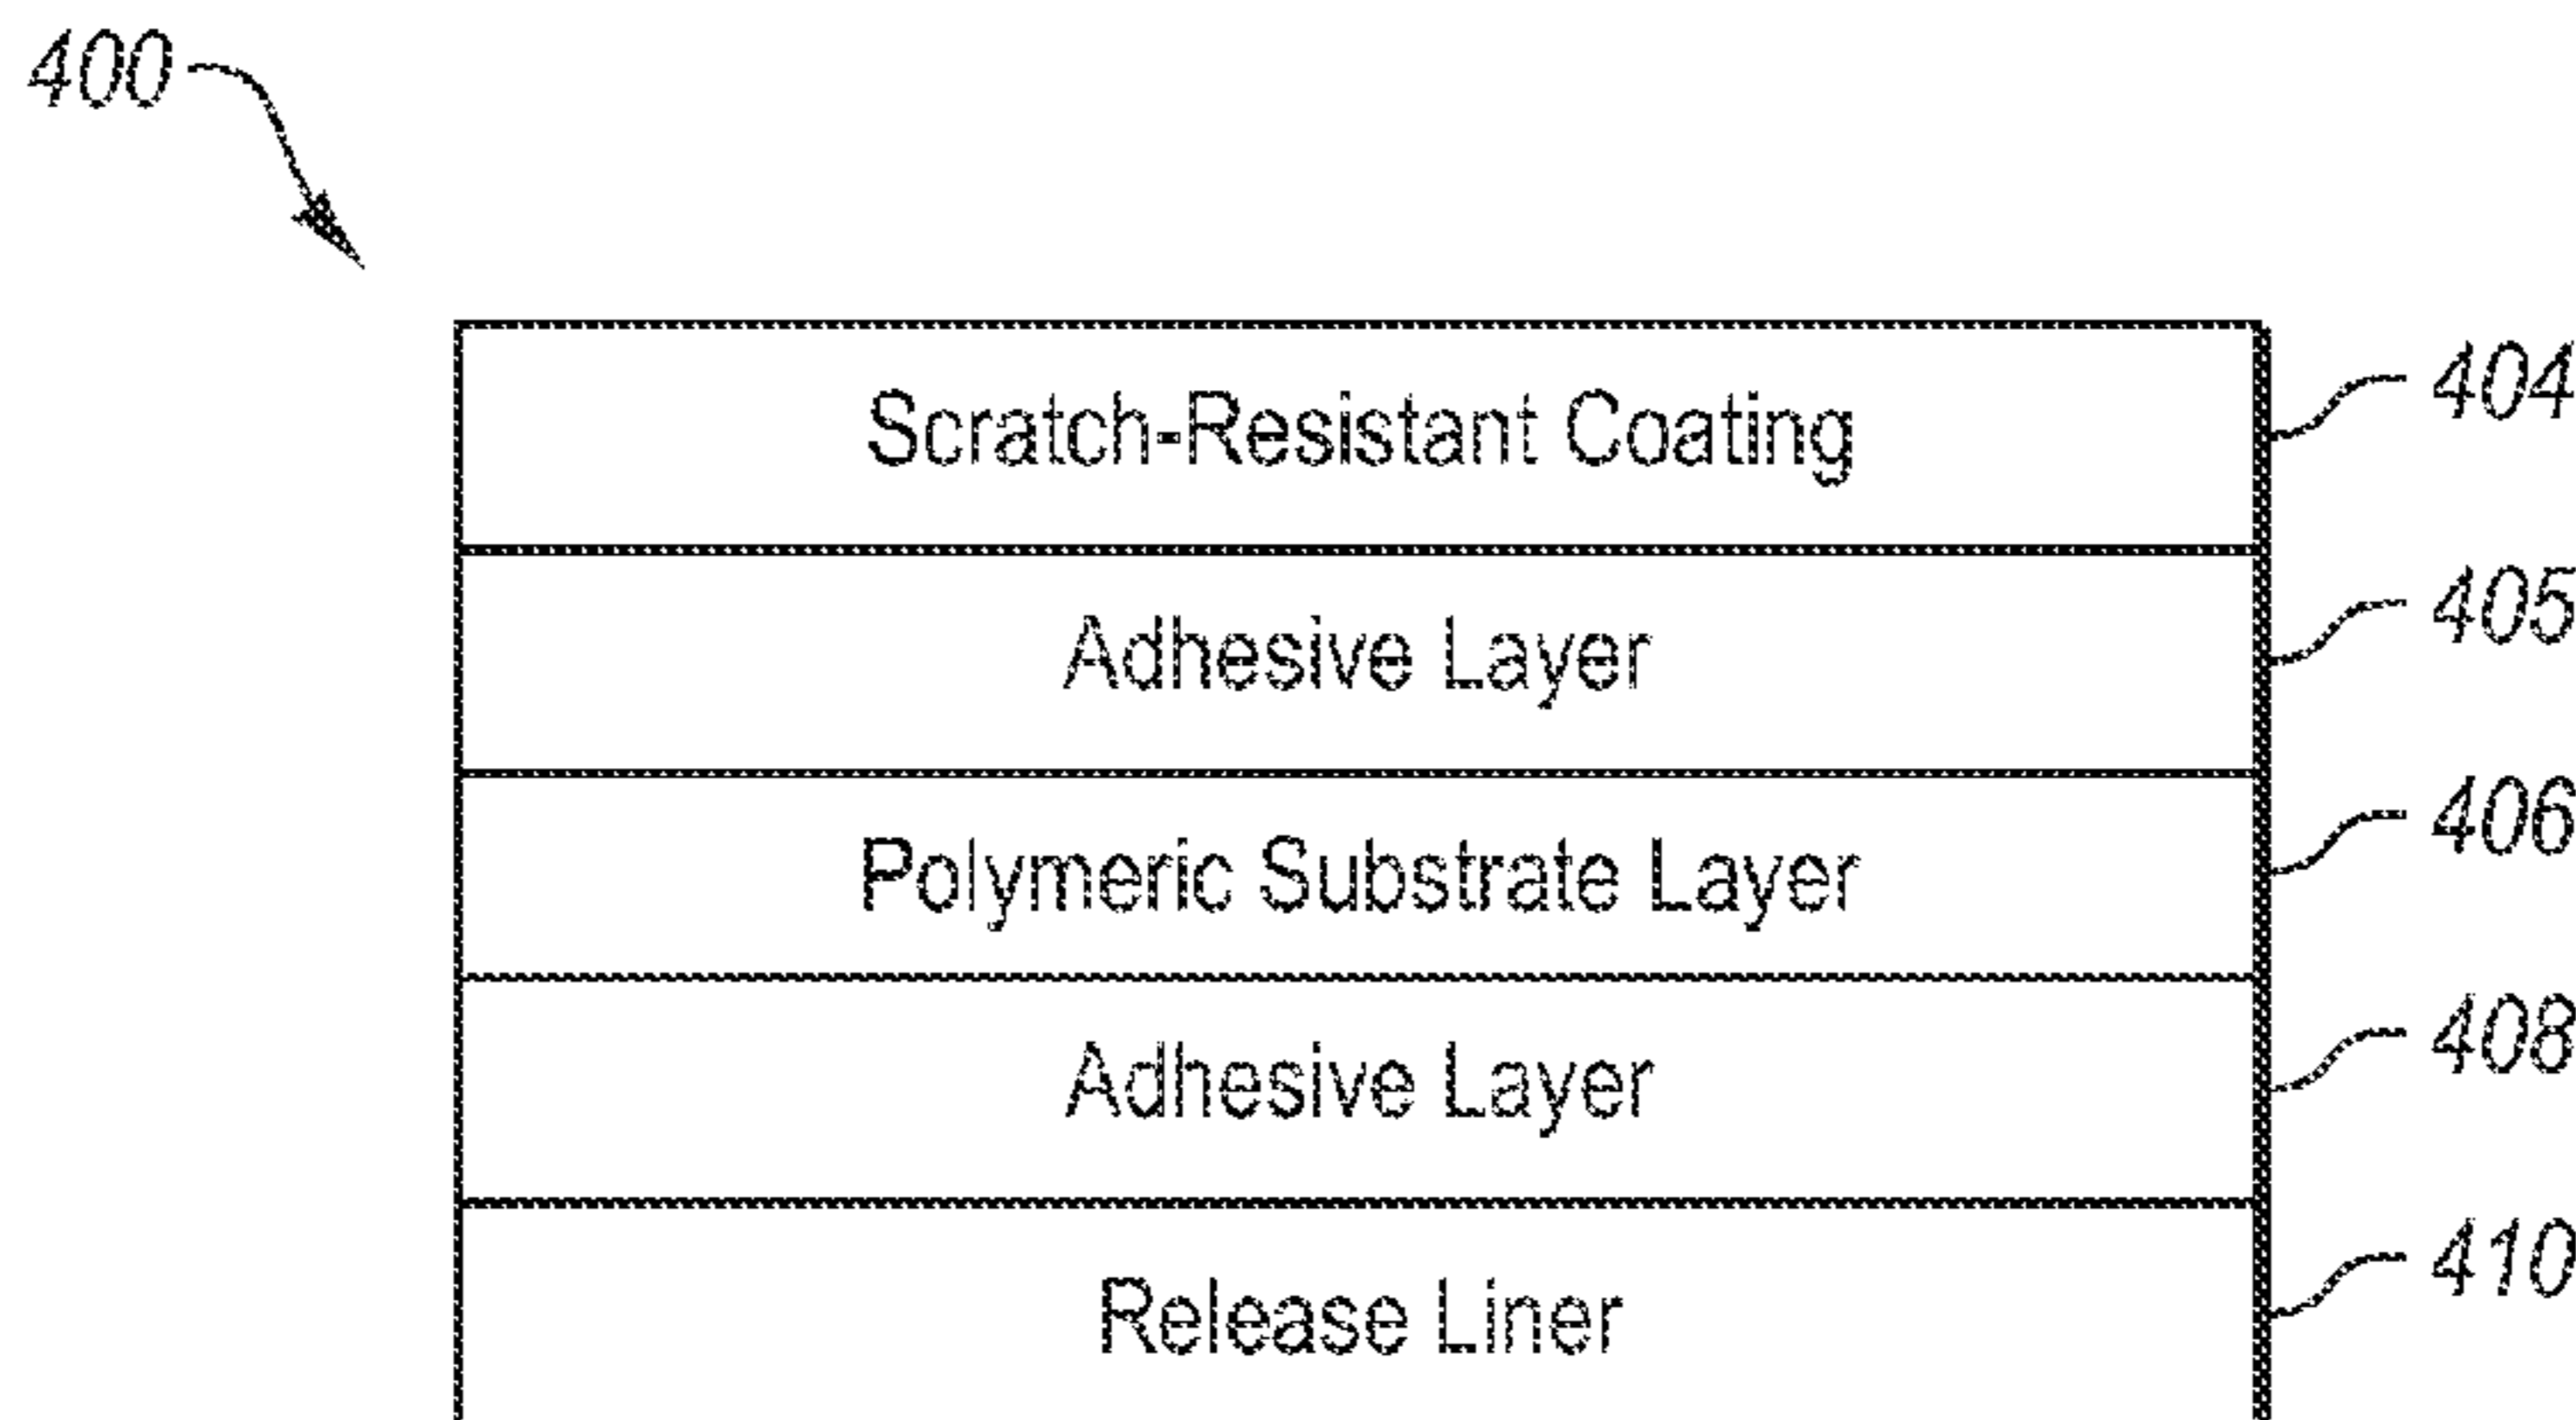 400
Scratch-Resistant Coating 404
Adhesive Layer 405
Polymeric Substrate Layer 406
Adhesive Layer 408
Release Liner 410